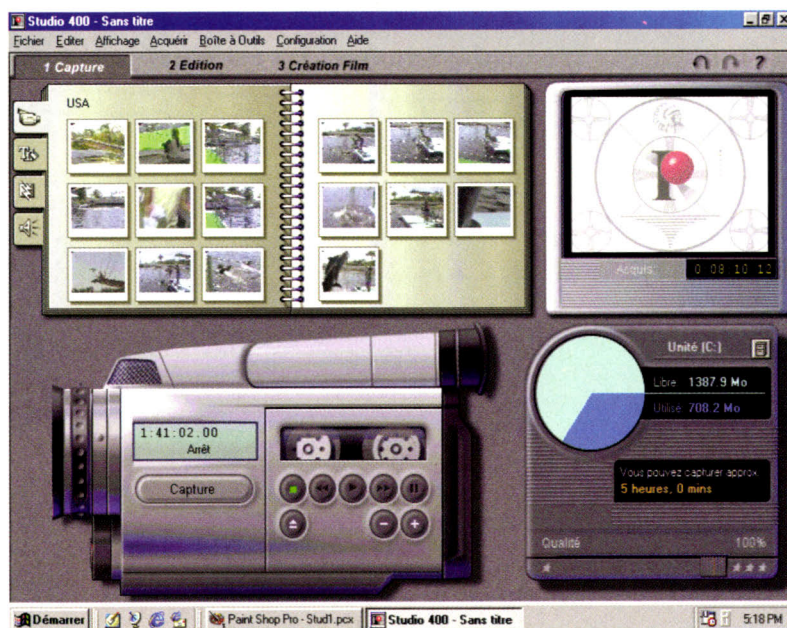 Studio 400 - Sans titre
Fichier Editer Affichage Acquérir Boîte à Outils Configuration Aide
1 Capture 2 Edition 3 Création Film ?
USA
Acquis: 0 08 10 12
Unité (C:)
Libre 1387.9 Mo
Utilisé 708.2 Mo
Vous pouvez capturer approx.
5 heures, 0 mins
Qualité 100%
1:41:02.00
Arrêt
Capture
Démarrer Paint Shop Pro - Stud1.pcx Studio 400 - Sans titre 5:18 PM